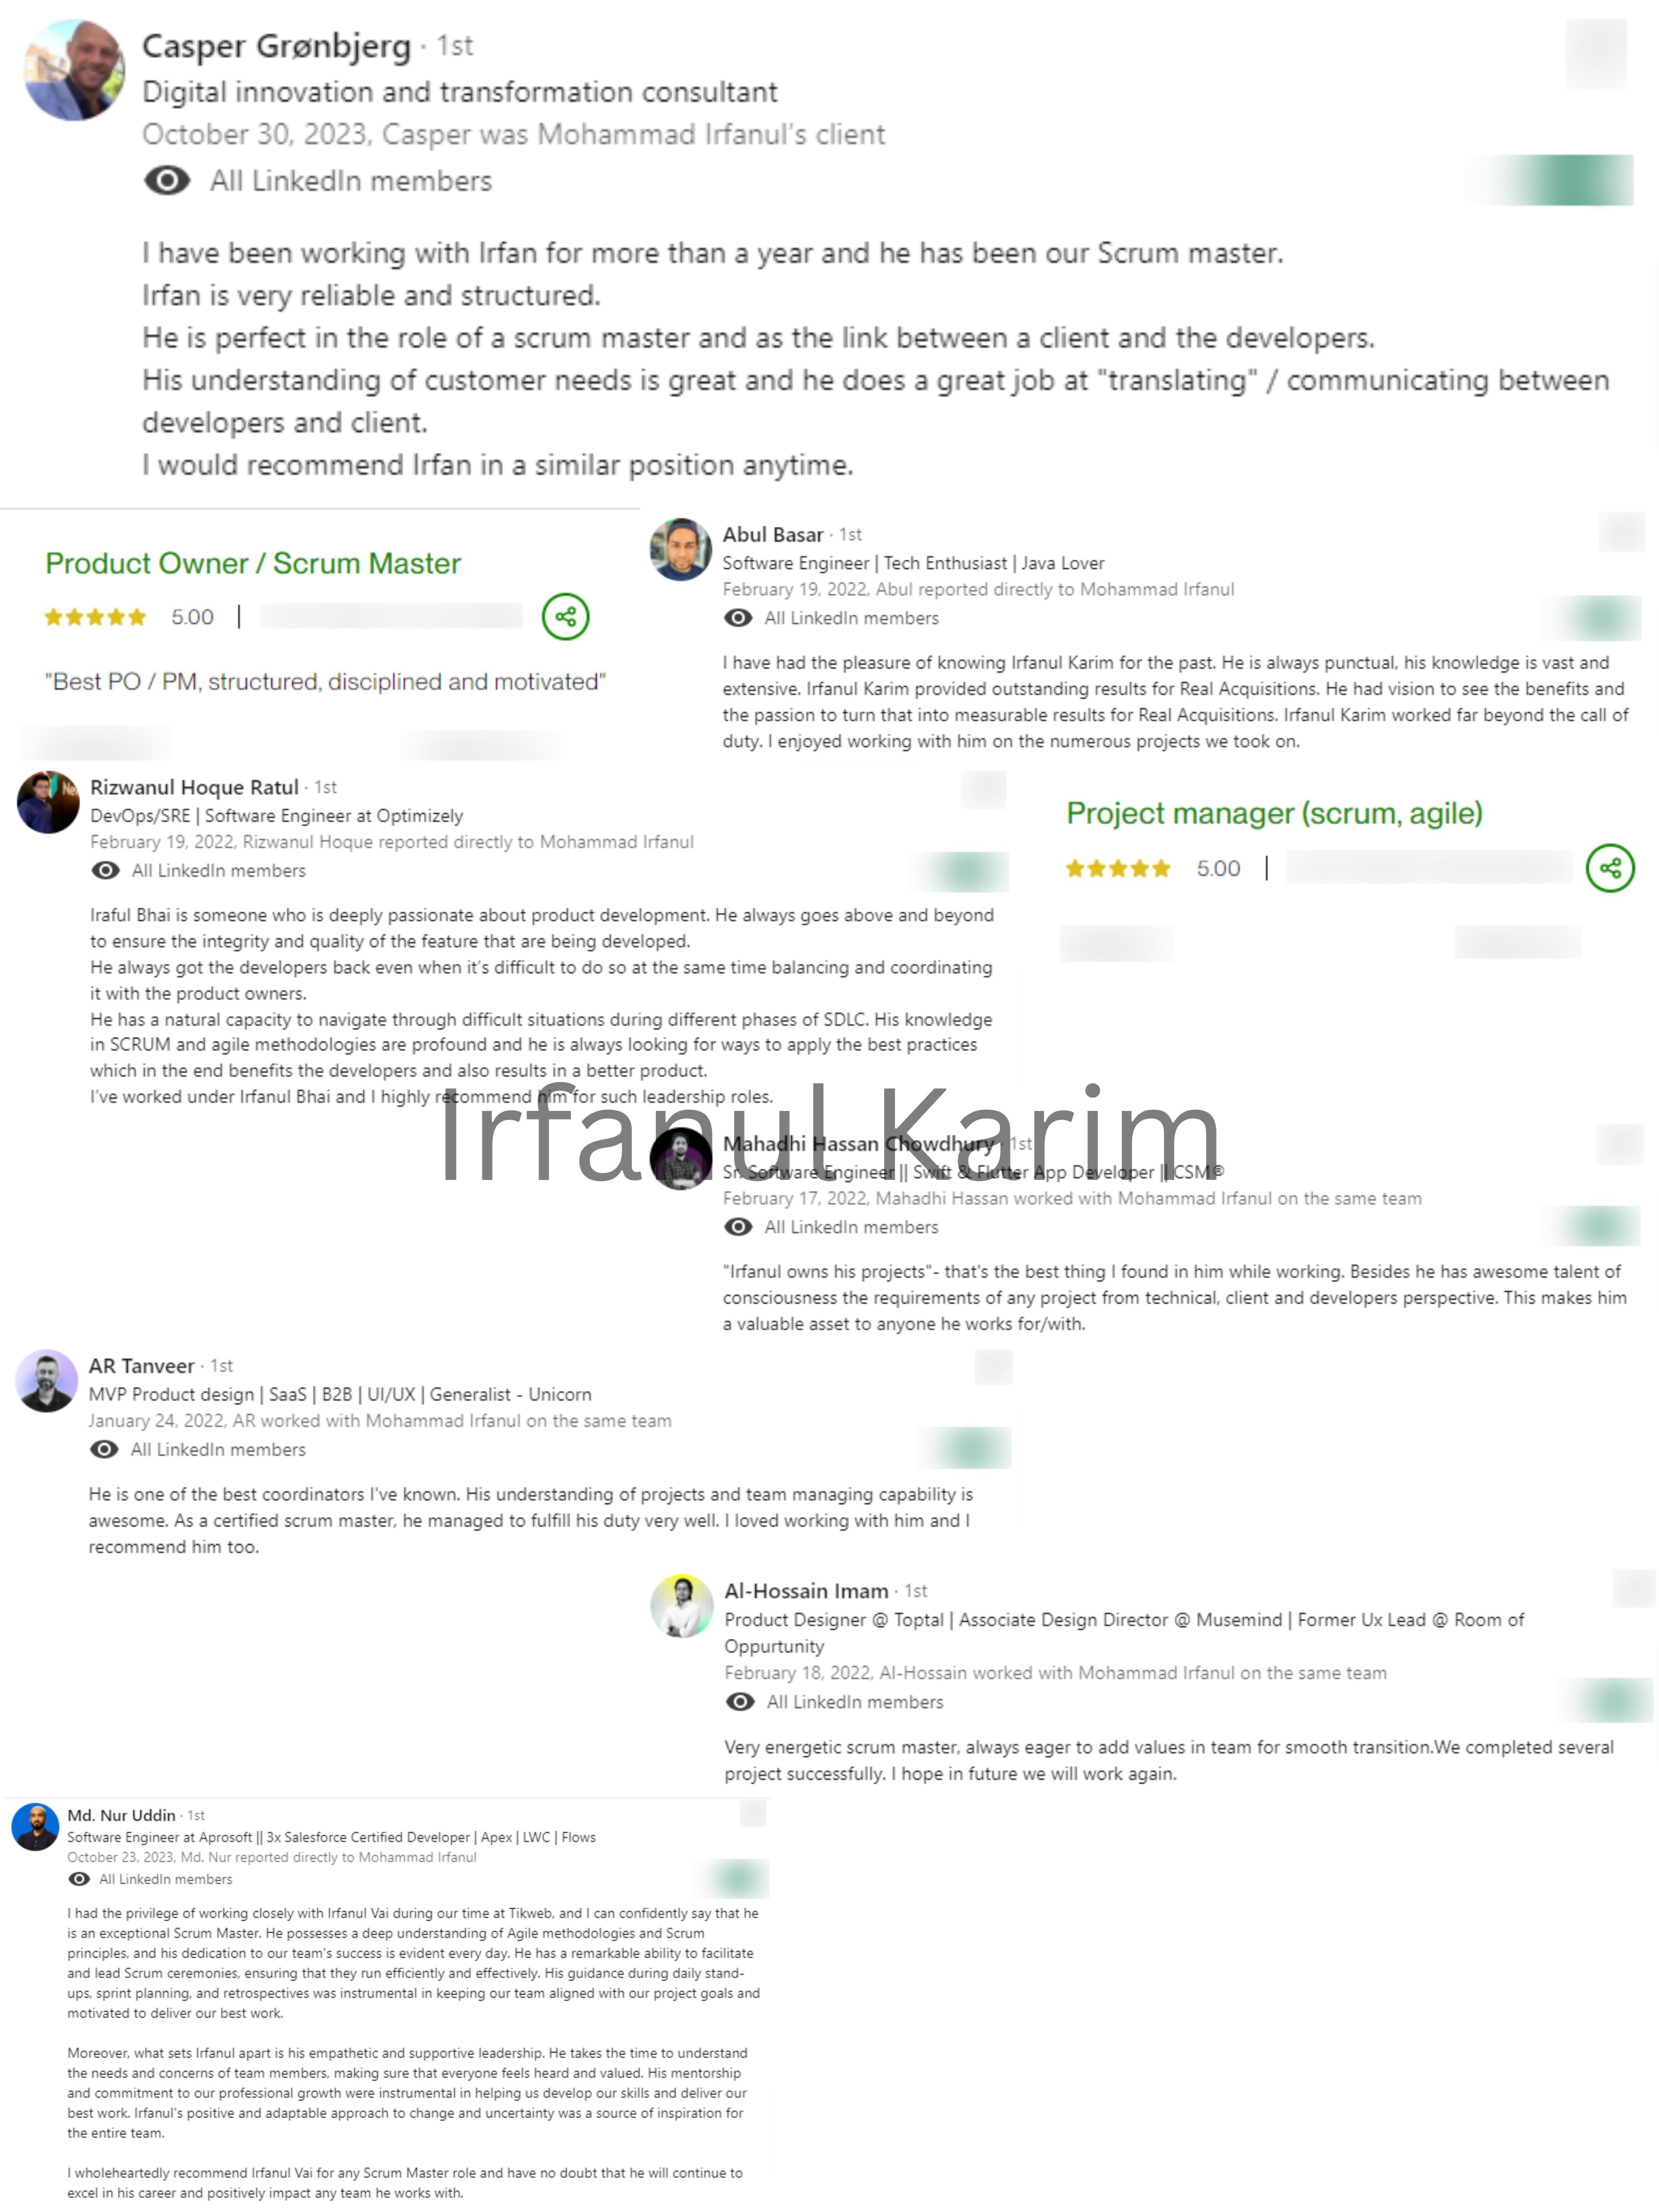 Casper Grønbjerg · 1st
Digital innovation and transformation consultant
October 30, 2023, Casper was Mohammad Irfanul's client
All LinkedIn members
I have been working with Irfan for more than a year and he has been our Scrum master.
Irfan is very reliable and structured.
He is perfect in the role of a scrum master and as the link between a client and the developers.
His understanding of customer needs is great and he does a great job at "translating" / communicating between
developers and client.
I would recommend Irfan in a similar position anytime.
Product Owner / Scrum Master
5.00 |
"Best PO / PM, structured, disciplined and motivated"
Abul Basar · 1st
Software Engineer | Tech Enthusiast | Java Lover
February 19, 2022, Abul reported directly to Mohammad Irfanul
All LinkedIn members
I have had the pleasure of knowing Irfanul Karim for the past. He is always punctual, his knowledge is vast and
extensive. Irfanul Karim provided outstanding results for Real Acquisitions. He had vision to see the benefits and
the passion to turn that into measurable results for Real Acquisitions. Irfanul Karim worked far beyond the call of
duty. I enjoyed working with him on the numerous projects we took on.
Rizwanul Hoque Ratul · 1st
DevOps/SRE | Software Engineer at Optimizely
February 19, 2022, Rizwanul Hoque reported directly to Mohammad Irfanul
All LinkedIn members
Iraful Bhai is someone who is deeply passionate about product development. He always goes above and beyond
to ensure the integrity and quality of the feature that are being developed.
He always got the developers back even when it's difficult to do so at the same time balancing and coordinating
it with the product owners.
He has a natural capacity to navigate through difficult situations during different phases of SDLC. His knowledge
in SCRUM and agile methodologies are profound and he is always looking for ways to apply the best practices
which in the end benefits the developers and also results in a better product.
I've worked under Irfanul Bhai and I highly recommend him for such leadership roles.
Project manager (scrum, agile)
5.00 |
Irfanul Karim
Mahadhi Hassan Chowdhury · 1st
Sr. Software Engineer || Swift & Flutter App Developer || CSM®
February 17, 2022, Mahadhi Hassan worked with Mohammad Irfanul on the same team
All LinkedIn members
"Irfanul owns his projects"- that's the best thing I found in him while working. Besides he has awesome talent of
consciousness the requirements of any project from technical, client and developers perspective. This makes him
a valuable asset to anyone he works for/with.
AR Tanveer · 1st
MVP Product design | SaaS | B2B | UI/UX | Generalist - Unicorn
January 24, 2022, AR worked with Mohammad Irfanul on the same team
All LinkedIn members
He is one of the best coordinators I've known. His understanding of projects and team managing capability is
awesome. As a certified scrum master, he managed to fulfill his duty very well. I loved working with him and I
recommend him too.
Al-Hossain Imam · 1st
Product Designer @ Toptal | Associate Design Director @ Musemind | Former Ux Lead @ Room of
Oppurtunity
February 18, 2022, Al-Hossain worked with Mohammad Irfanul on the same team
All LinkedIn members
Very energetic scrum master, always eager to add values in team for smooth transition.We completed several
project successfully. I hope in future we will work again.
Md. Nur Uddin · 1st
Software Engineer at Aprosoft || 3x Salesforce Certified Developer | Apex | LWC | Flows
October 23, 2023, Md. Nur reported directly to Mohammad Irfanul
All LinkedIn members
I had the privilege of working closely with Irfanul Vai during our time at Tikweb, and I can confidently say that he
is an exceptional Scrum Master. He possesses a deep understanding of Agile methodologies and Scrum
principles, and his dedication to our team's success is evident every day. He has a remarkable ability to facilitate
and lead Scrum ceremonies, ensuring that they run efficiently and effectively. His guidance during daily stand-
ups, sprint planning, and retrospectives was instrumental in keeping our team aligned with our project goals and
motivated to deliver our best work.
Moreover, what sets Irfanul apart is his empathetic and supportive leadership. He takes the time to understand
the needs and concerns of team members, making sure that everyone feels heard and valued. His mentorship
and commitment to our professional growth were instrumental in helping us develop our skills and deliver our
best work. Irfanul's positive and adaptable approach to change and uncertainty was a source of inspiration for
the entire team.
I wholeheartedly recommend Irfanul Vai for any Scrum Master role and have no doubt that he will continue to
excel in his career and positively impact any team he works with.